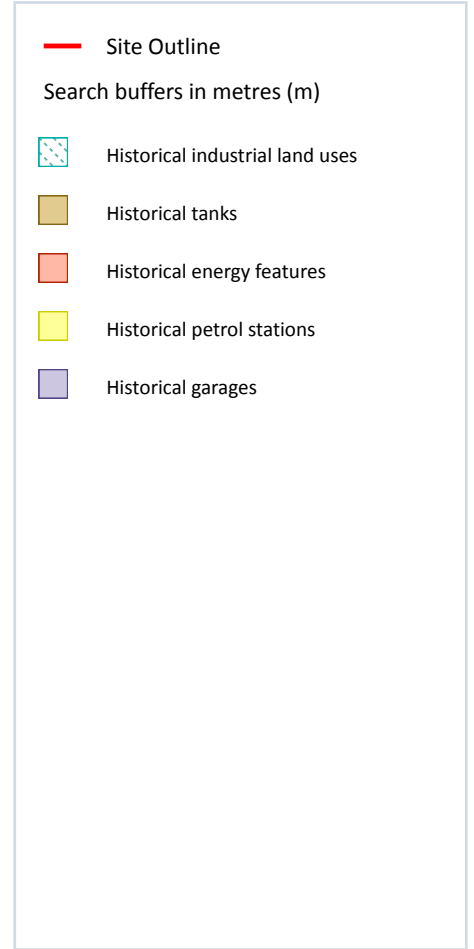 Site Outline
Search buffers in metres (m)
Historical industrial land uses
Historical tanks
Historical energy features
Historical petrol stations
Historical garages